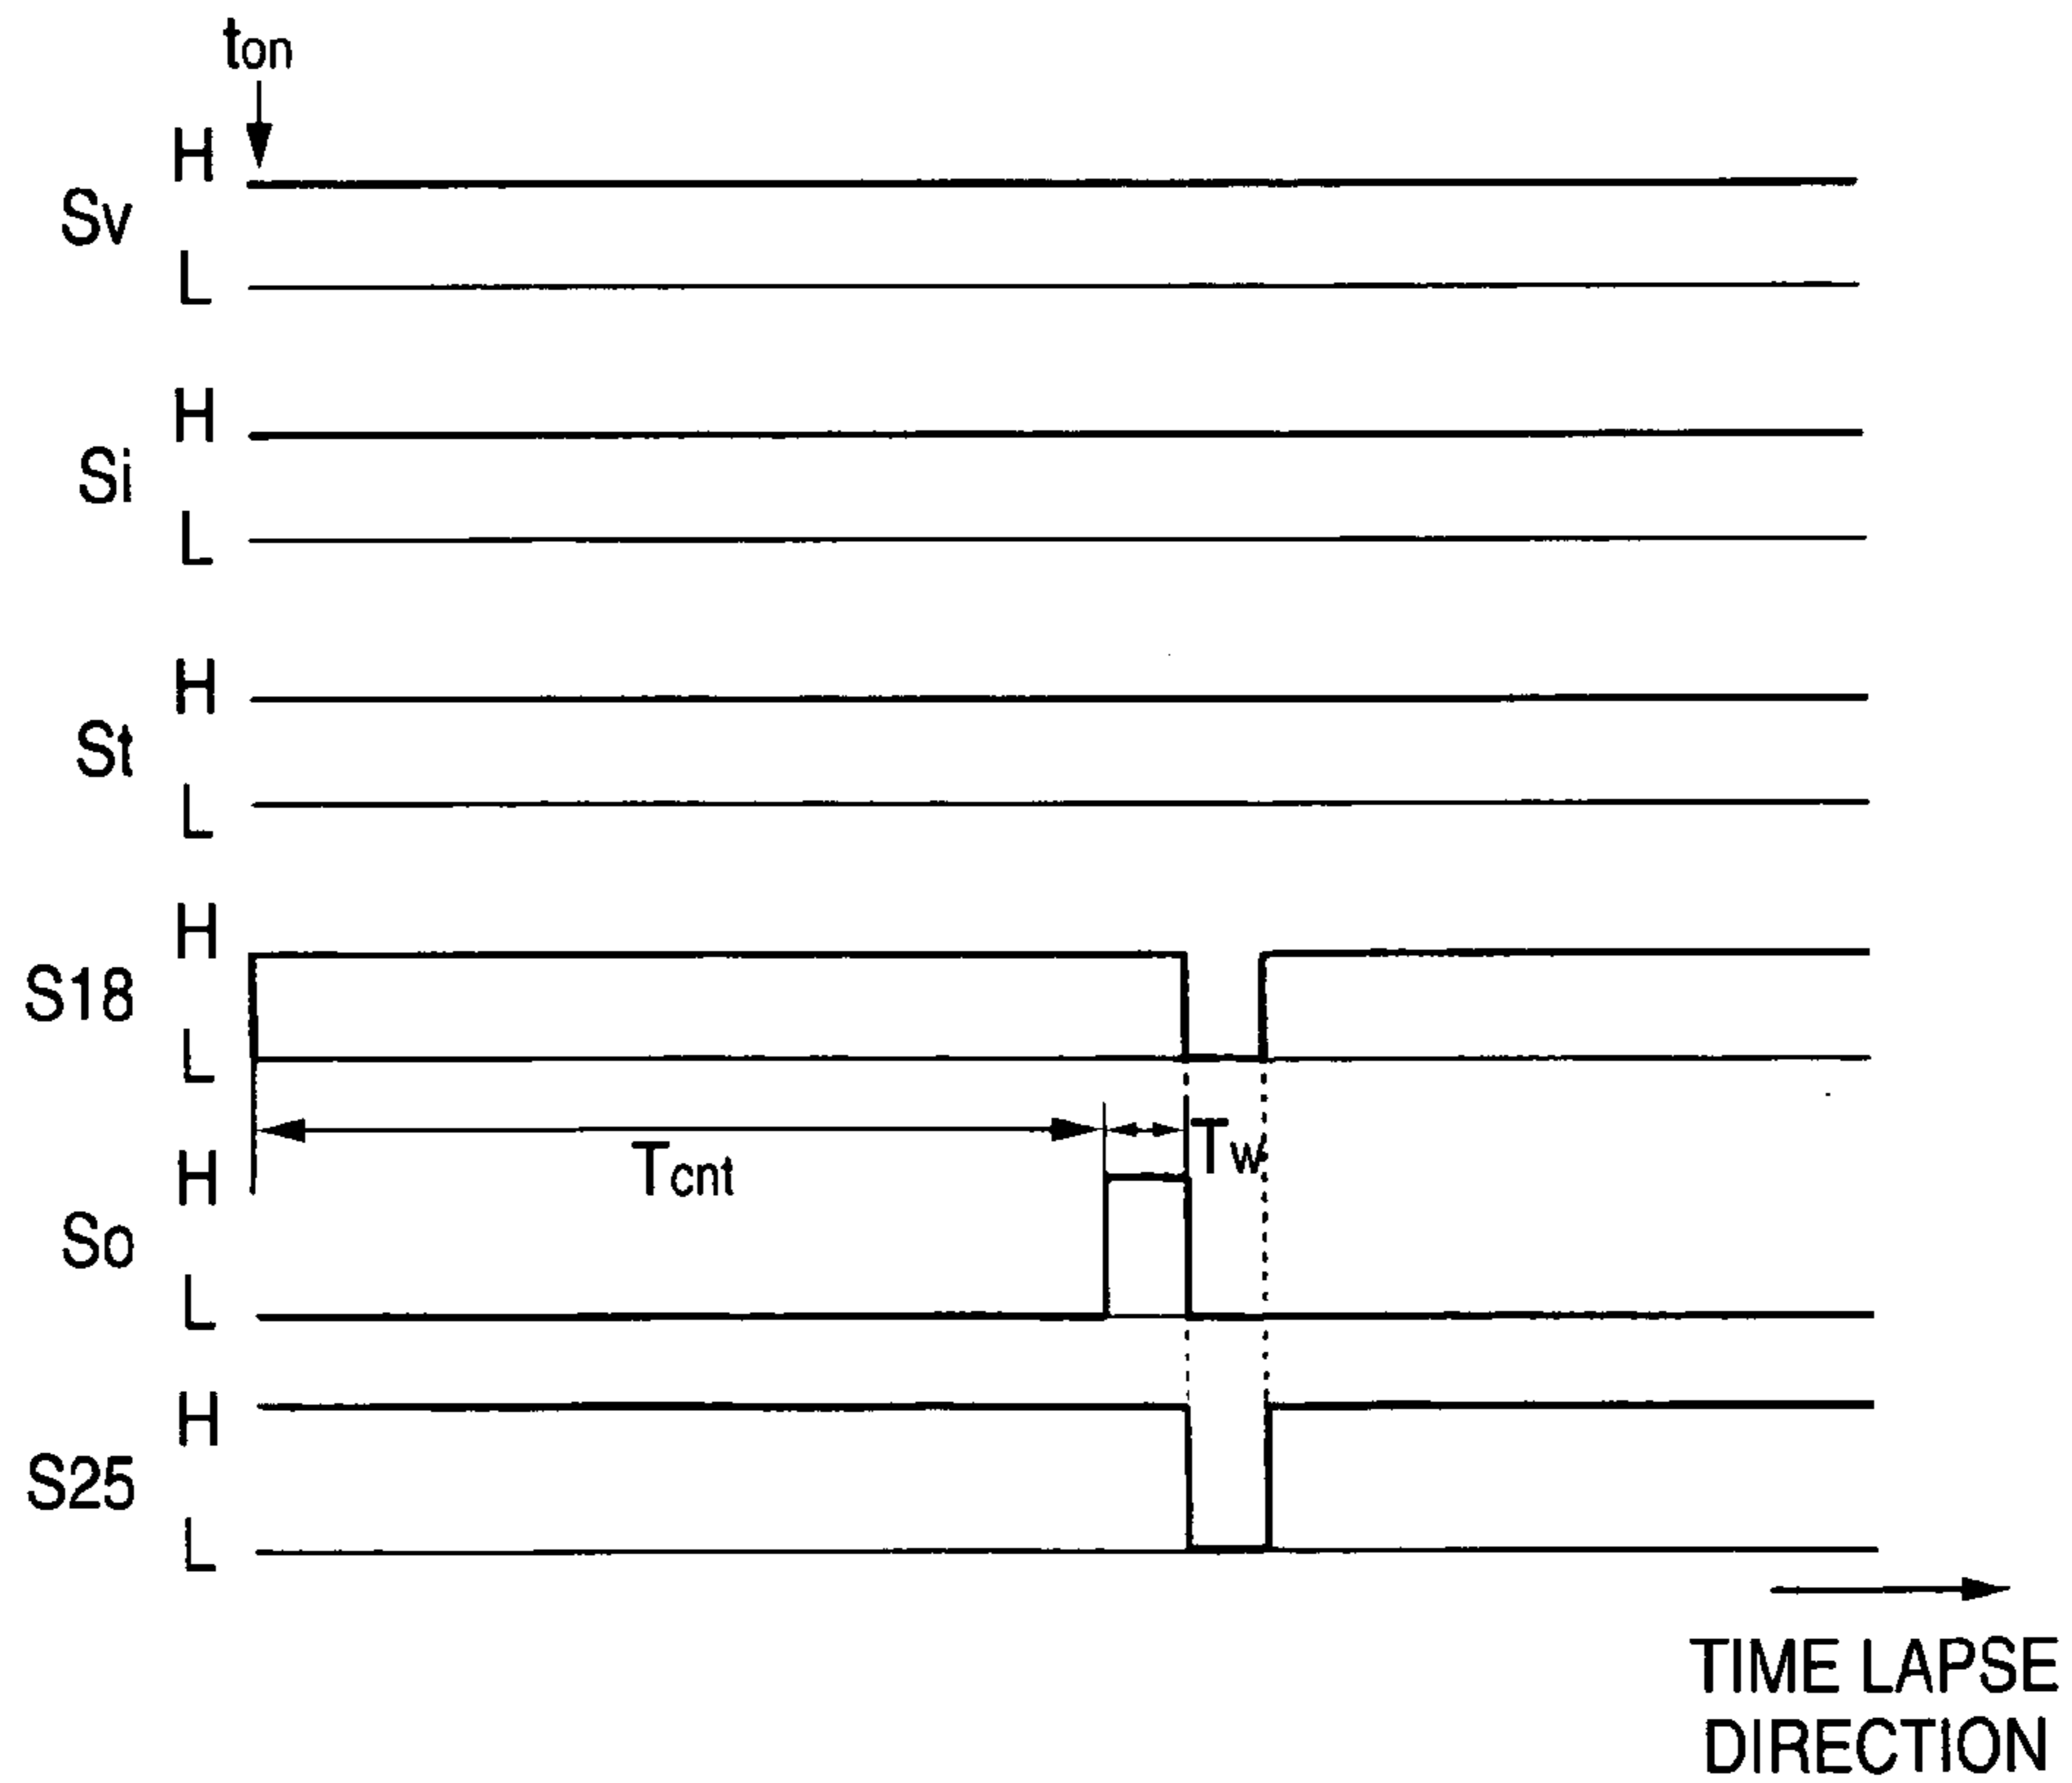 ton
H
Sv
L
H
Si
L
H
St
L
H
S18
L
Tcnt
Tw
H
So
L
H
S25
L
TIME LAPSE
DIRECTION